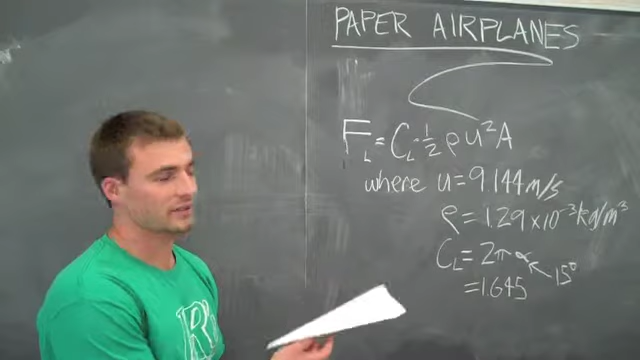 PAPER AIRPLANES
F_L = C_L · 1/2 ρ u² A
where u = 9.144 m/s
ρ = 1.29 × 10⁻³ kg/m³
C_L = 2π α ← 15°
= 1.645